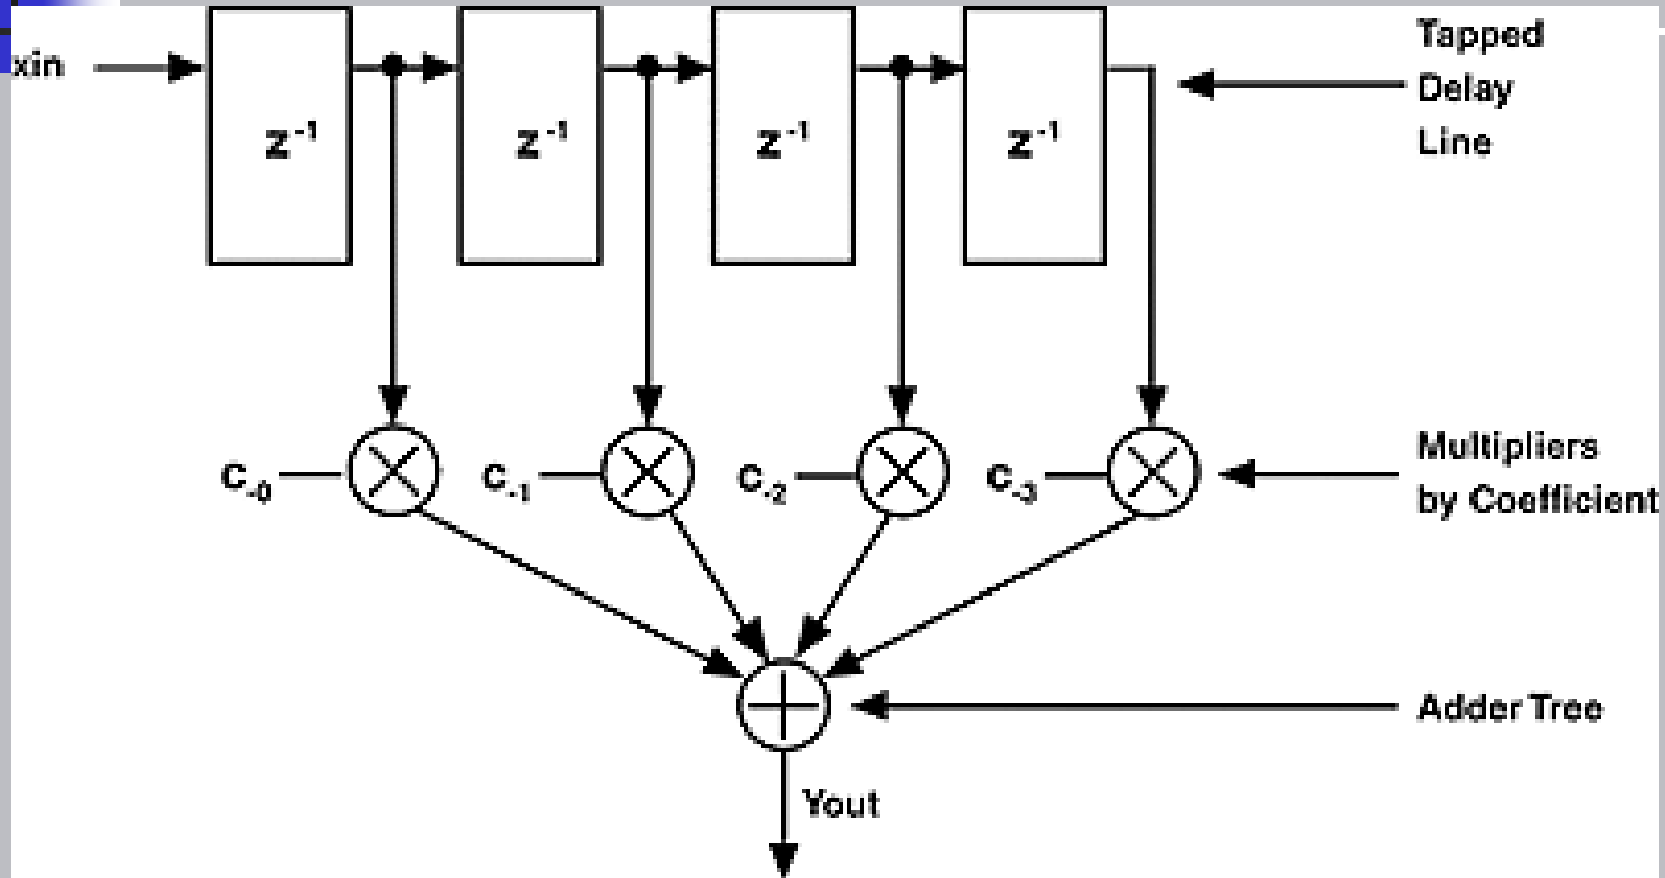 xin
z⁻¹
z⁻¹
z⁻¹
z⁻¹
Tapped
Delay
Line
C-0
C-1
C-2
C-3
Multipliers
by Coefficient
Adder Tree
Yout